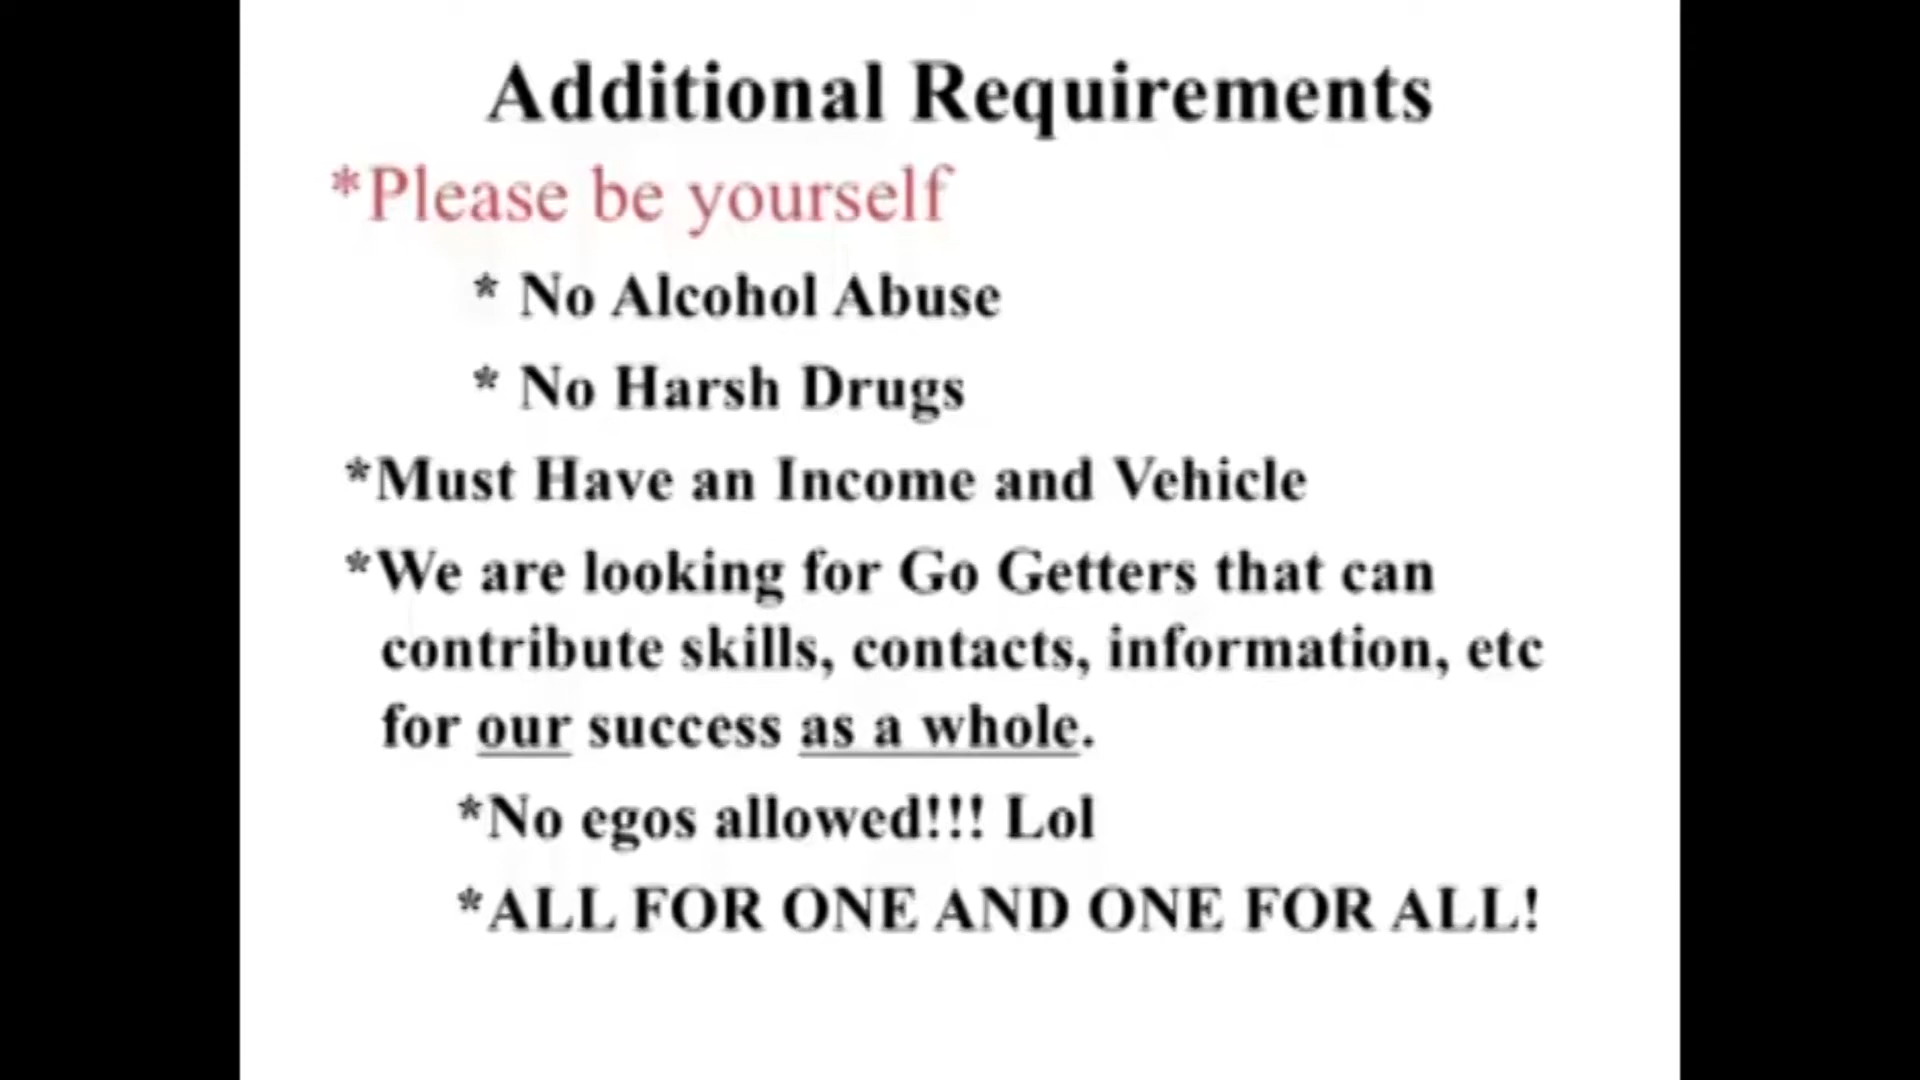 Additional Requirements
*Please be yourself
* No Alcohol Abuse
* No Harsh Drugs
*Must Have an Income and Vehicle
*We are looking for Go Getters that can
contribute skills, contacts, information, etc
for our success as a whole.
*No egos allowed!!! Lol
*ALL FOR ONE AND ONE FOR ALL!